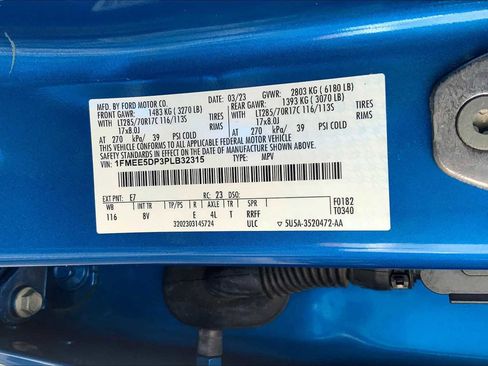 MFD. BY FORD MOTOR CO. DATE: 03/23 GVWR: 2803 KG ( 6180 LB)
FRONT GAWR: 1483 KG ( 3270 LB) REAR GAWR: 1393 KG ( 3070 LB)
WITH WITH
LT285/70R17C 116/113S TIRES LT285/70R17C 116/113S TIRES
17x8.0J RIMS 17x8.0J RIMS
AT 270 kPa/ 39 PSI COLD AT 270 kPa/ 39 PSI COLD
THIS VEHICLE CONFORMS TO ALL APPLICABLE FEDERAL MOTOR
VEHICLE SAFETY STANDARDS IN EFFECT ON THE DATE OF MANUFACTURE SHOWN ABOVE.
VIN: 1FMEE5DP3PLB32315
TYPE: MPV
EXT PNT: E7 RC: 23 DSO: F0182
WB INT TR TP/PS R AXLE TR SPR T0340
116 8V E 4L T RRFF
3202303145724 ULC ▽ 5U5A-3520472-AA